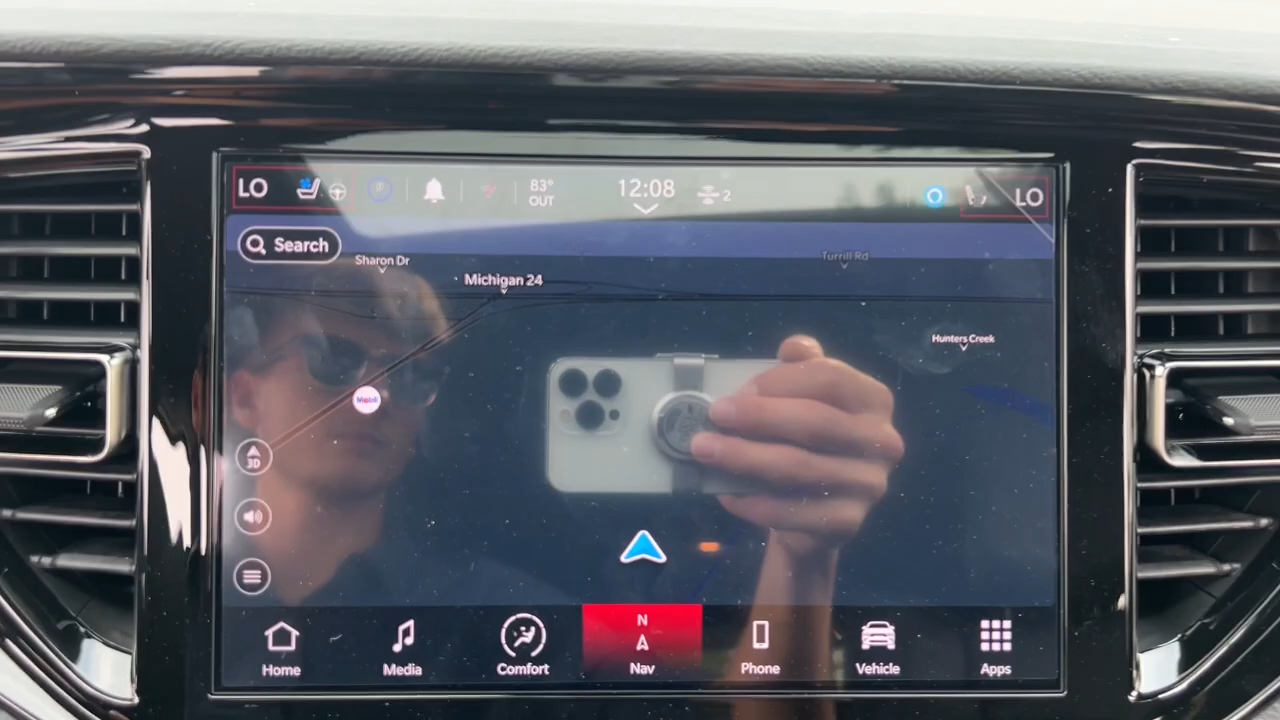 LO
83°
OUT
12:08
2
LO
Search
Sharon Dr
Michigan 24
Turrill Rd
Hunters Creek
Mobil
3D
N
Home
Media
Comfort
Nav
Phone
Vehicle
Apps